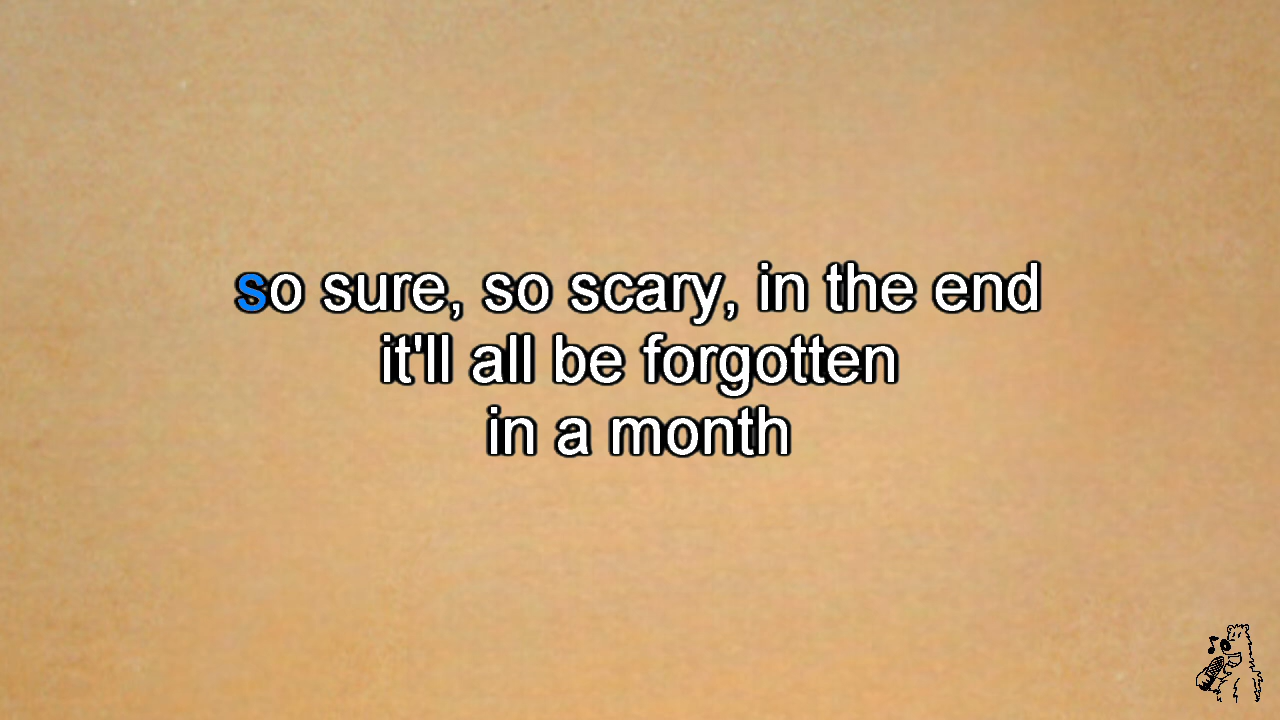 so sure, so scary, in the end
it'll all be forgotten
in a month